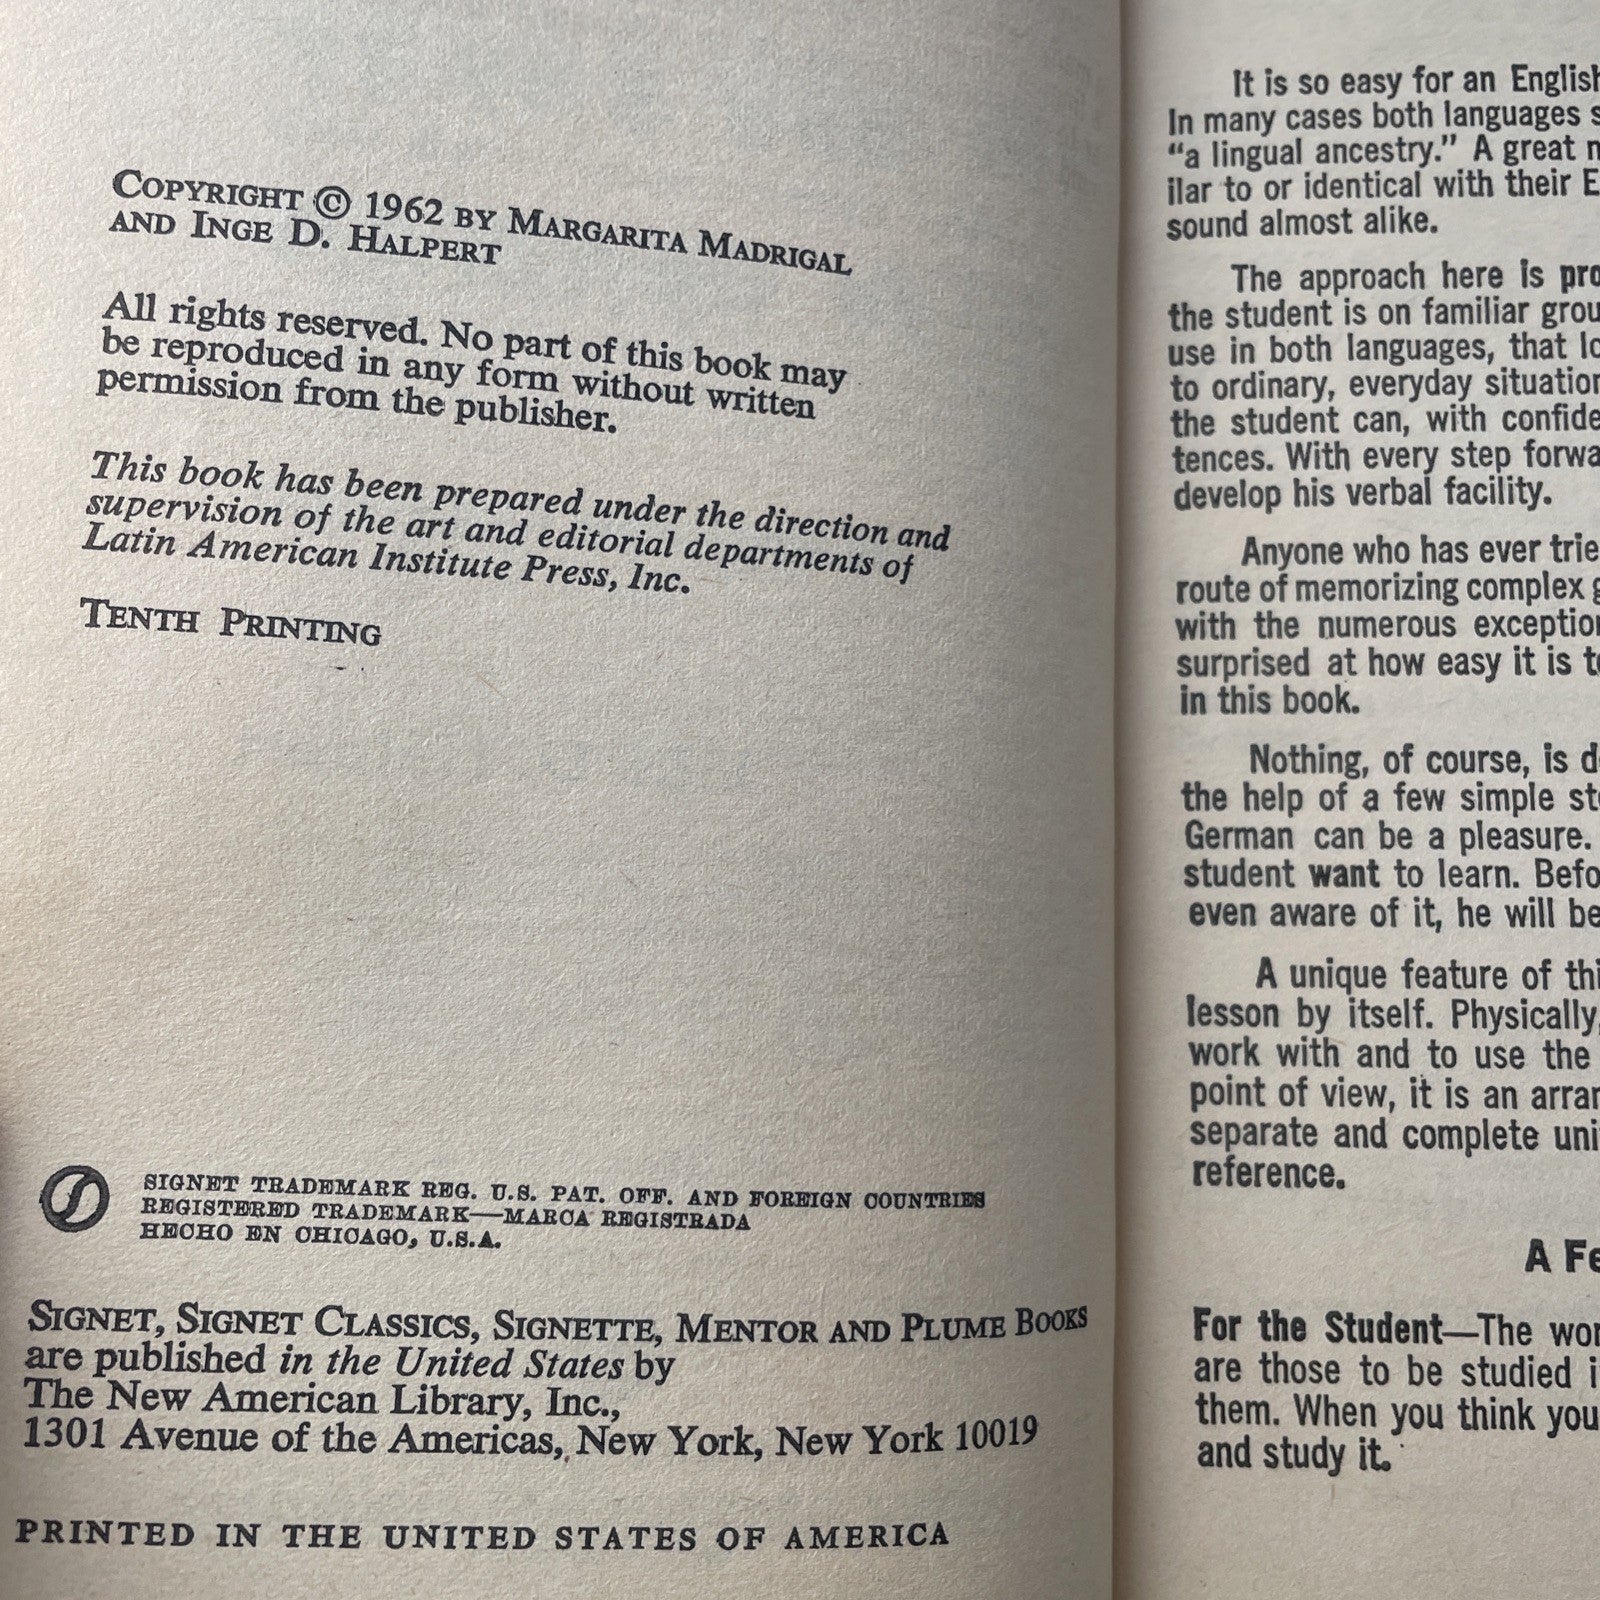 COPYRIGHT © 1962 BY MARGARITA MADRIGAL
AND INGE D. HALPERT
All rights reserved. No part of this book may
be reproduced in any form without written
permission from the publisher.
This book has been prepared under the direction and
supervision of the art and editorial departments of
Latin American Institute Press, Inc.
TENTH PRINTING
SIGNET TRADEMARK REG. U.S. PAT. OFF. AND FOREIGN COUNTRIES
REGISTERED TRADEMARK—MARCA REGISTRADA
HECHO EN CHICAGO, U.S.A.
SIGNET, SIGNET CLASSICS, SIGNETTE, MENTOR AND PLUME BOOKS
are published in the United States by
The New American Library, Inc.,
1301 Avenue of the Americas, New York, New York 10019
PRINTED IN THE UNITED STATES OF AMERICA
It is so easy for an English
In many cases both languages
"a lingual ancestry." A great
ilar to or identical with their
sound almost alike.
The approach here is
the student is on familiar
use in both languages, that
to ordinary, everyday
the student can, with
tences. With every step
develop his verbal facility.
Anyone who has ever
route of memorizing complex
with the numerous
surprised at how easy it is
in this book.
Nothing, of course, is
the help of a few simple
German can be a pleasure.
student want to learn.
even aware of it, he will be
A unique feature of
lesson by itself. Physically,
work with and to use the
point of view, it is an
separate and complete
reference.
A
For the Student—The
are those to be studied
them. When you think you
and study it.